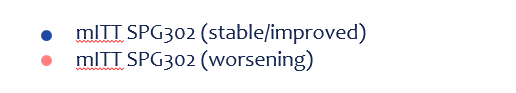 mITT SPG302 (stable/improved)
mITT SPG302 (worsening)